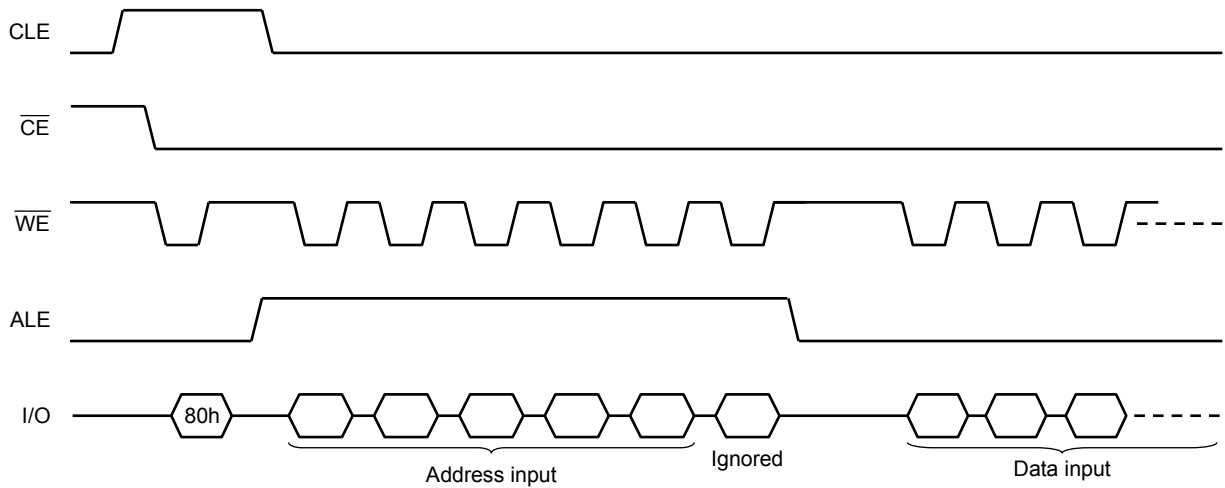 CLE
CE
WE
ALE
I/O
80h
Address input
Ignored
Data input